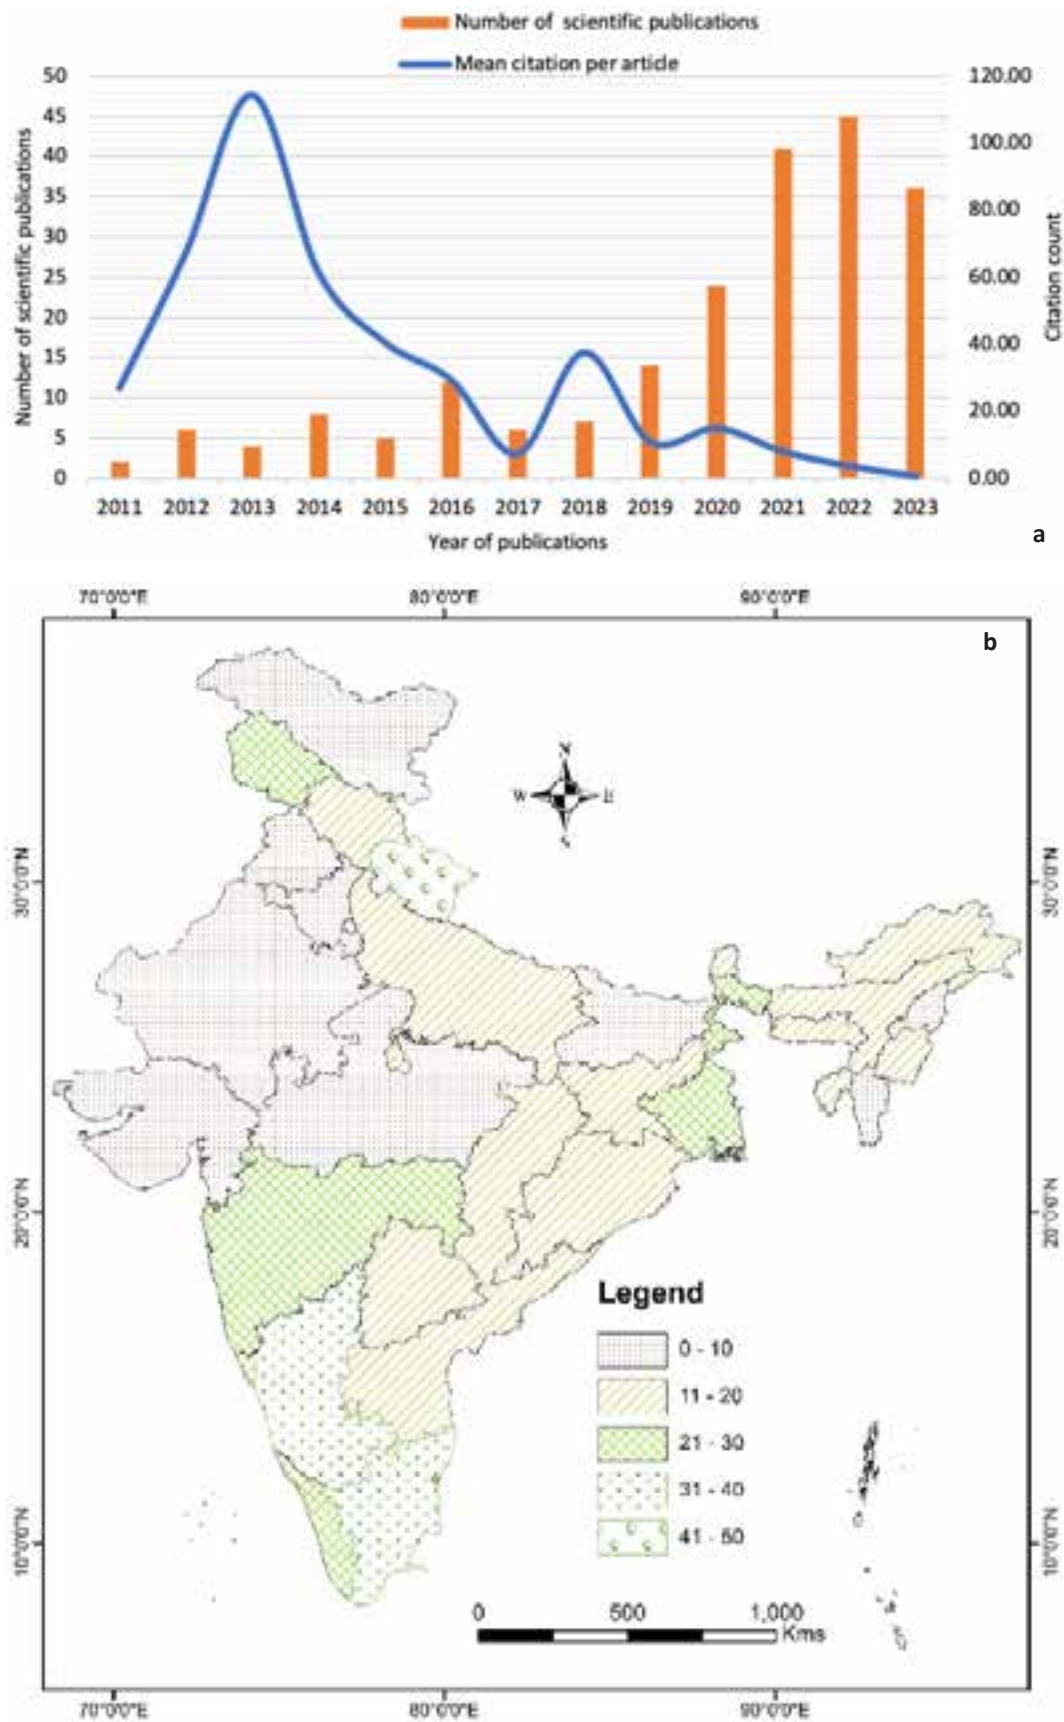 Number of scientific publications
Mean citation per article
50
45
40
35
30
25
20
15
10
5
0
Number of scientific publications
120.00
100.00
80.00
60.00
40.00
20.00
0.00
Citation count
2011 2012 2013 2014 2015 2016 2017 2018 2019 2020 2021 2022 2023
Year of publications
a
70°0'0"E 80°0'0"E 90°0'0"E
b
N
W E
S
30°0'0"N 30°0'0"N
20°0'0"N 20°0'0"N
10°0'0"N 10°0'0"N
Legend
0 - 10
11 - 20
21 - 30
31 - 40
41 - 50
0 500 1,000
Kms
70°0'0"E 80°0'0"E 90°0'0"E